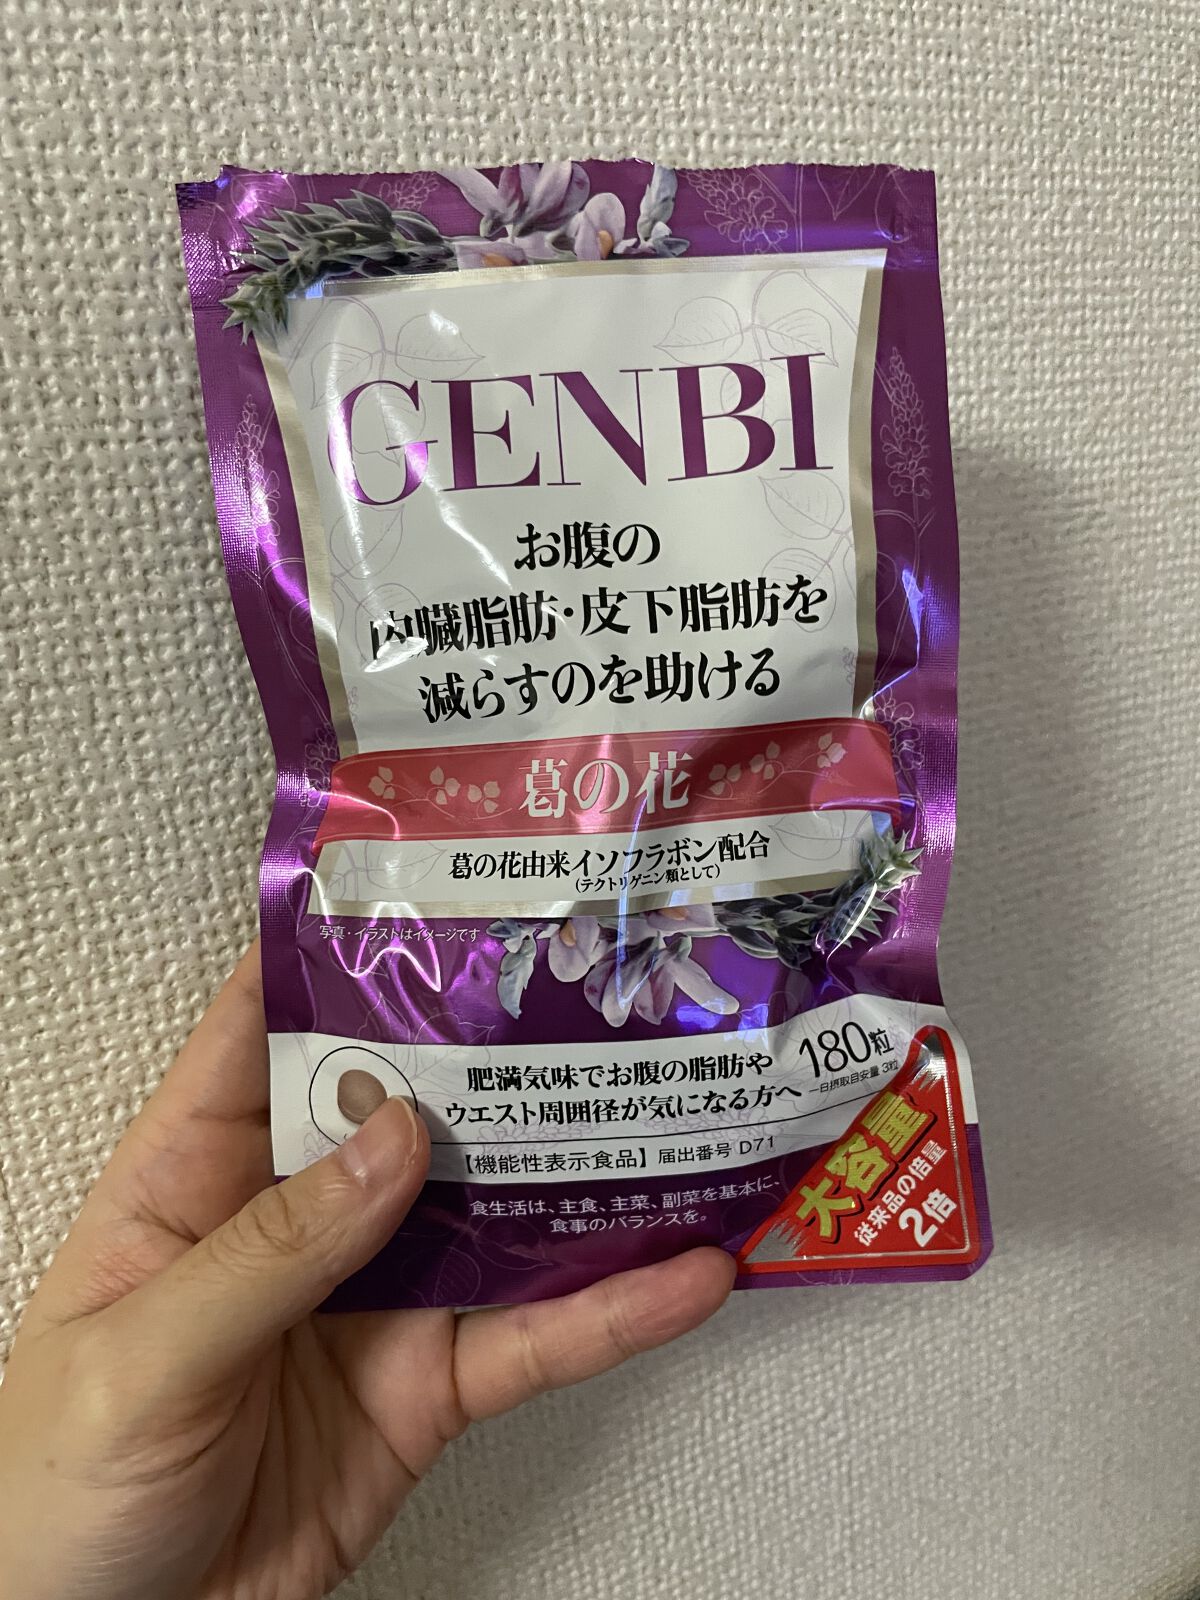 GENBI
お腹の
内臓脂肪・皮下脂肪を
減らすのを助ける
葛の花
葛の花由来イソフラボン配合
(テクトリゲニン類として)
写真・イラストはイメージです
肥満気味でお腹の脂肪や
ウエスト周囲径が気になる方へ
180粒
一日摂取目安量 3粒
【機能性表示食品】届出番号 D71
大容量
従来品の倍量
2倍
食生活は、主食、主菜、副菜を基本に、
食事のバランスを。